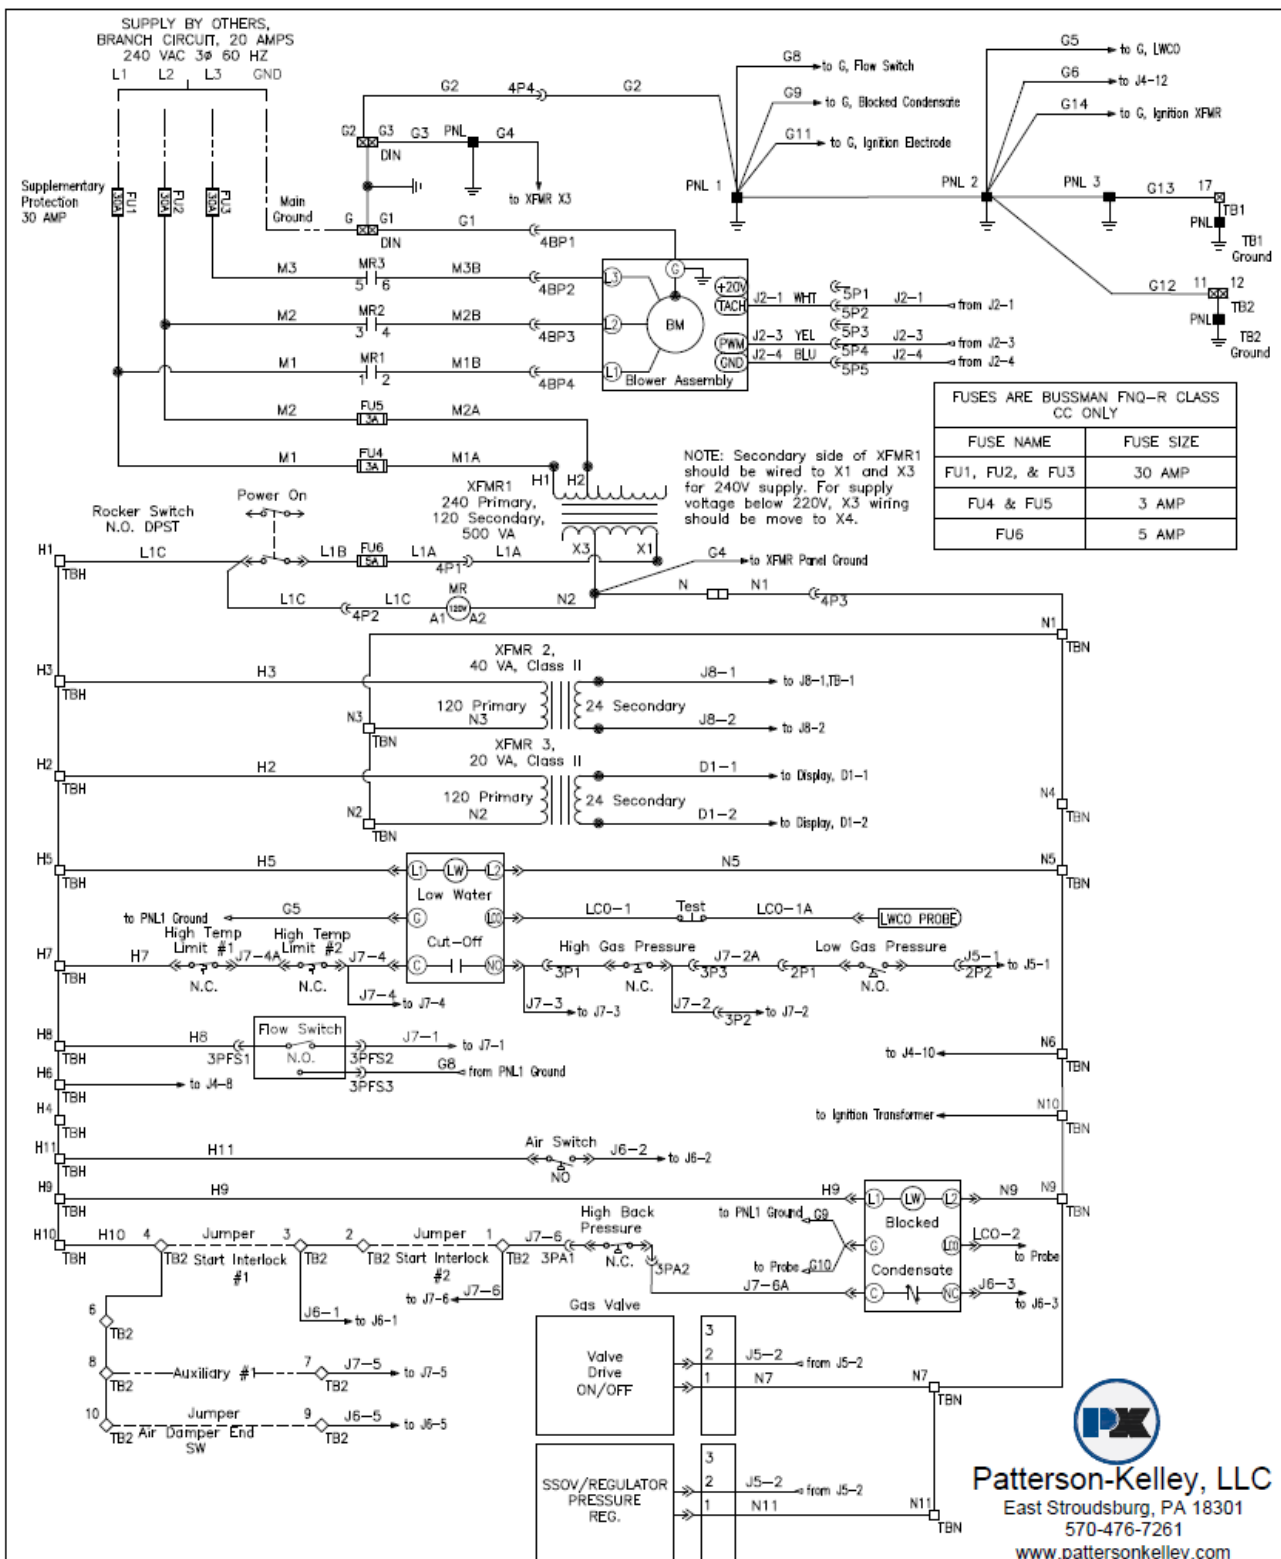 SUPPLY BY OTHERS,
BRANCH CIRCUIT, 20 AMPS
240 VAC 3ø 60 HZ
L1 L2 L3 GND
Supplementary
Protection
30 AMP
30A FU1
30A FU2
30A FU3
Main
Ground
G2 4P4 G2
G2 G3 G3 PNL G4
DIN
to XFMR X3
G G1 G1
DIN 4BP1
M3 MR3 M3B
5 6 4BP2
M2 MR2 M2B
3 4 4BP3
M1 MR1 M1B
1 2 4BP4
G
L3
L2 BM
L1
Blower Assembly
+20V
TACH
PWM
GND
5P1
J2-1 WHT 5P2 J2-1 from J2-1
J2-3 YEL 5P3 J2-3 from J2-3
J2-4 BLU 5P4 J2-4 from J2-4
5P5
G8 to G, Flow Switch
G9 to G, Blocked Condensate
G11 to G, Ignition Electrode
PNL 1
G5 to G, LWCO
G6 to J4-12
G14 to G, Ignition XFMR
PNL 2 PNL 3 G13 17
TB1
PNL
TB1
Ground
G12 11 12
TB2
PNL
TB2
Ground
M2 FU5 M2A
3A
M1 FU4 M1A
3A
H1 H2
XFMR1
240 Primary,
120 Secondary,
500 VA
X3 X1
NOTE: Secondary side of XFMR1
should be wired to X1 and X3
for 240V supply. For supply
voltage below 220V, X3 wiring
should be move to X4.
FUSES ARE BUSSMAN FNQ-R CLASS
CC ONLY
FUSE NAME FUSE SIZE
FU1, FU2, & FU3 30 AMP
FU4 & FU5 3 AMP
FU6 5 AMP
Power On
Rocker Switch
N.O. DPST
H1 L1C L1B FU6 L1A L1A
TBH 5A 4P1
G4 to XFMR Panel Ground
L1C L1C MR N2 N N1
4P2 A1 120V A2 4P3
N1
TBN
XFMR 2,
40 VA, Class II
H3 H3 J8-1 to J8-1,TB-1
TBH
120 Primary 24 Secondary
N3 N3 J8-2 to J8-2
TBN
XFMR 3,
20 VA, Class II
H2 H2 D1-1 to Display, D1-1
TBH
120 Primary 24 Secondary
N2 N2 D1-2 to Display, D1-2
TBN
N4
TBN
H5 H5 L1 LW L2 N5 N5
TBH TBN
Low Water
to PNL1 Ground G5 G LCO LCO-1 Test LCO-1A LWCO PROBE
Cut-Off
High Temp
Limit #1
High Temp
Limit #2
H7 H7 J7-4A J7-4 C NO
TBH N.C. N.C.
J7-4 to J7-4
High Gas Pressure J7-2A Low Gas Pressure J5-1 to J5-1
3P1 N.C. 3P3 2P1 N.O. 2P2
J7-3 to J7-3
J7-2 3P2 to J7-2
H8 H8 Flow Switch J7-1 to J7-1
TBH 3PFS1 N.O. 3PFS2
G8 from PNL1 Ground
3PFS3
H6 to J4-8
TBH
to J4-10 N6
TBN
H4
TBH
to Ignition Transformer N10
TBN
H11 H11 Air Switch J6-2 to J6-2
TBH NO
H9 H9 H9 L1 LW L2 N9 N9
TBH TBN
Blocked
to PNL1 Ground G9
G LCO LCO-2 to Probe
to Probe G10
Condensate
J7-6A C NC J6-3 to J6-3
H10 H10 4 Jumper 3 2 Jumper 1 J7-6
TBH TB2 Start Interlock
#1 TB2 TB2 Start Interlock
#2 TB2 3PA1
High Back
Pressure
N.C. 3PA2
J6-1 to J6-1
to J7-6 J7-6
6
TB2
8 Auxiliary #1 7 J7-5 to J7-5
TB2 TB2
10 Jumper 9 J6-5 to J6-5
TB2 Air Damper End
SW TB2
Gas Valve
Valve
Drive
ON/OFF
3
2 J5-2 from J5-2
1 N7 N7
TBN
SSOV/REGULATOR
PRESSURE
REG.
3
2 J5-2 from J5-2
1 N11 N11
TBN
PK
Patterson-Kelley, LLC
East Stroudsburg, PA 18301
570-476-7261
www.pattersonkelley.com